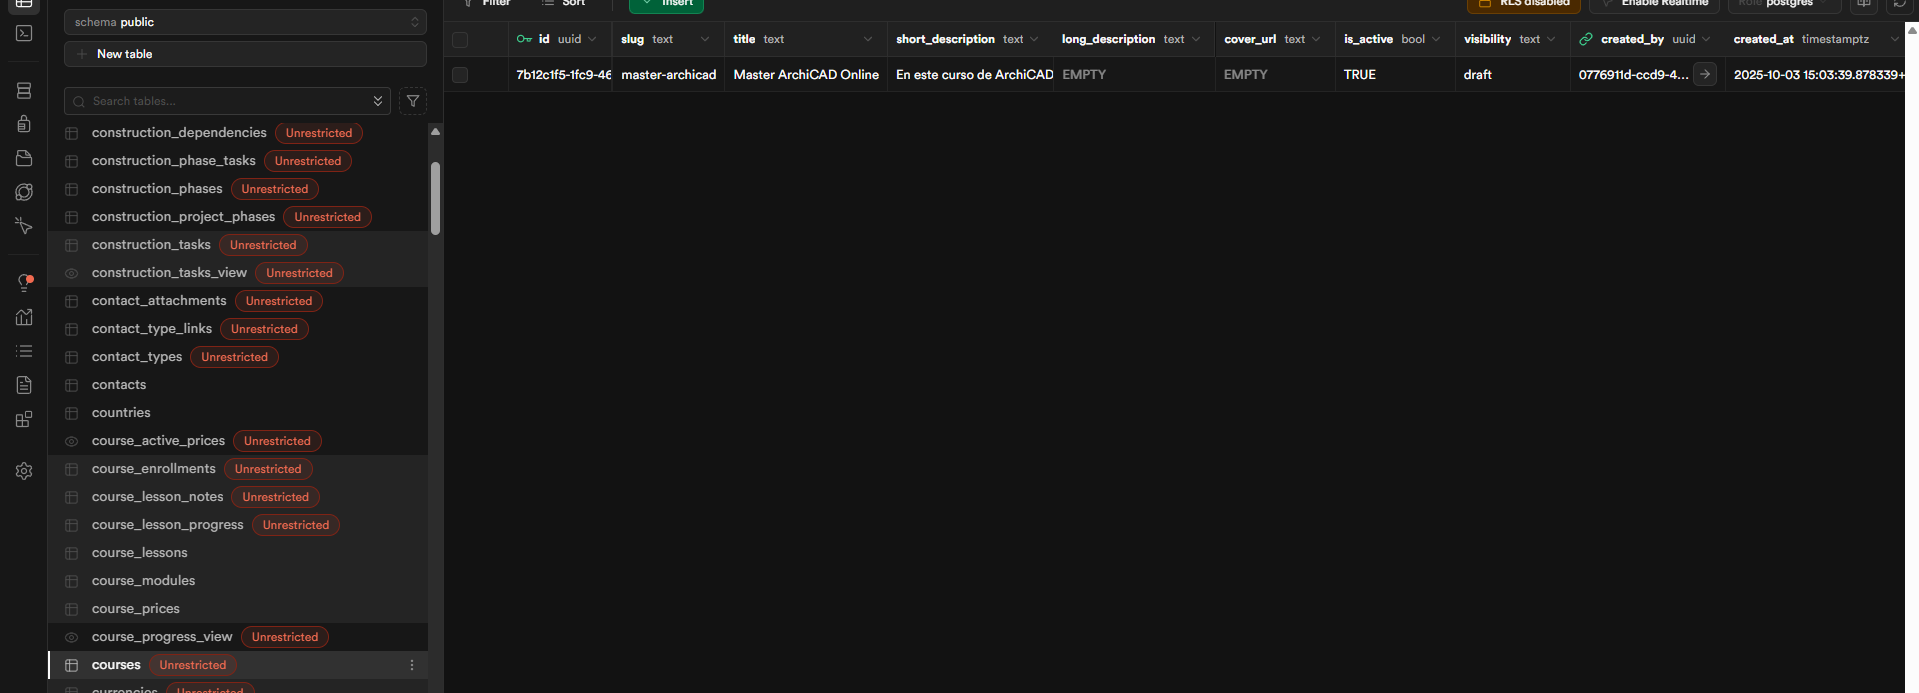 schema public
New table
Search tables...
construction_dependencies Unrestricted
construction_phase_tasks Unrestricted
construction_phases Unrestricted
construction_project_phases Unrestricted
construction_tasks Unrestricted
construction_tasks_view Unrestricted
contact_attachments Unrestricted
contact_type_links Unrestricted
contact_types Unrestricted
contacts
countries
course_active_prices Unrestricted
course_enrollments Unrestricted
course_lesson_notes Unrestricted
course_lesson_progress Unrestricted
course_lessons
course_modules
course_prices
course_progress_view Unrestricted
courses Unrestricted
currencies Unrestricted
Filter Sort Insert RLS disabled Enable Realtime Role postgres
id uuid slug text title text short_description text long_description text cover_url text is_active bool visibility text created_by uuid created_at timestamptz
7b12c1f5-1fc9-46 master-archicad Master ArchiCAD Online En este curso de ArchiCAD EMPTY EMPTY TRUE draft 0776911d-ccd9-4... 2025-10-03 15:03:39.878339+